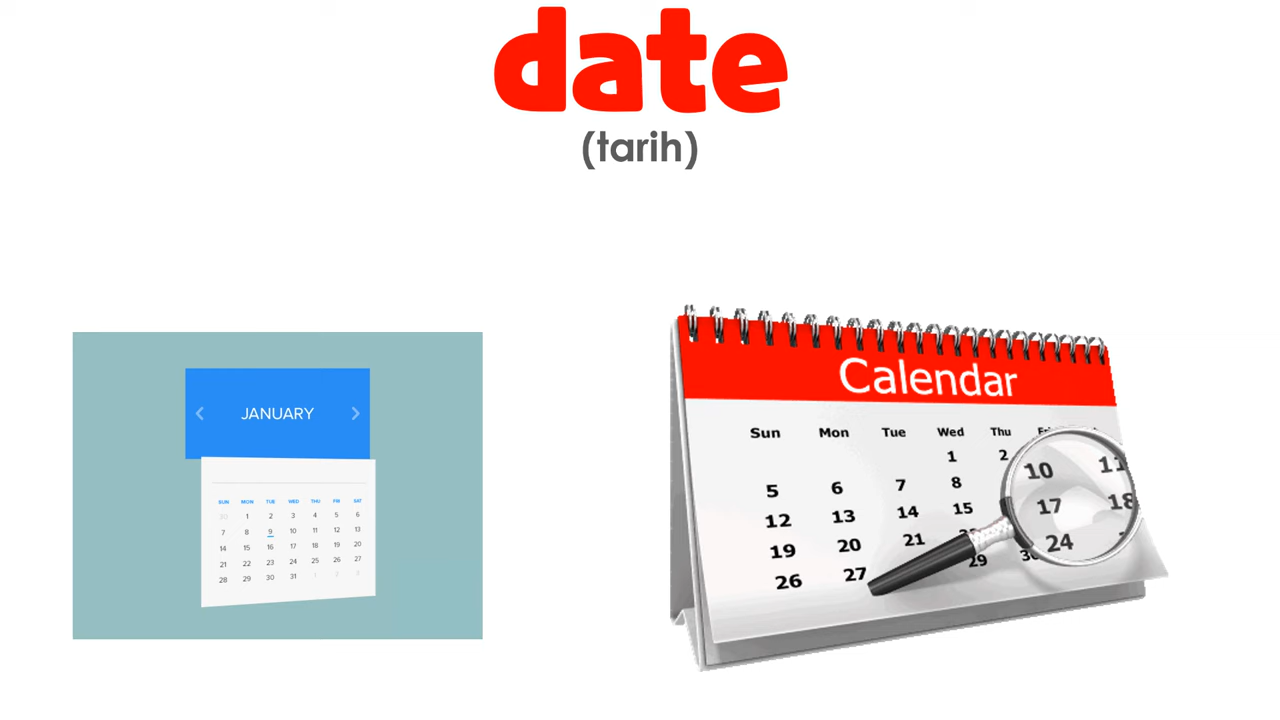 date
(tarih)
JANUARY
SUN MON TUE WED THU FRI SAT
1 2 3 4 5 6
7 8 9 10 11 12 13
14 15 16 17 18 19 20
21 22 23 24 25 26 27
28 29 30 31 1 2 3
Calendar
Sun Mon Tue Wed Thu
1 2
5 6 7 8 10 11
12 13 14 15 17 18
19 20 21 24
26 27 29